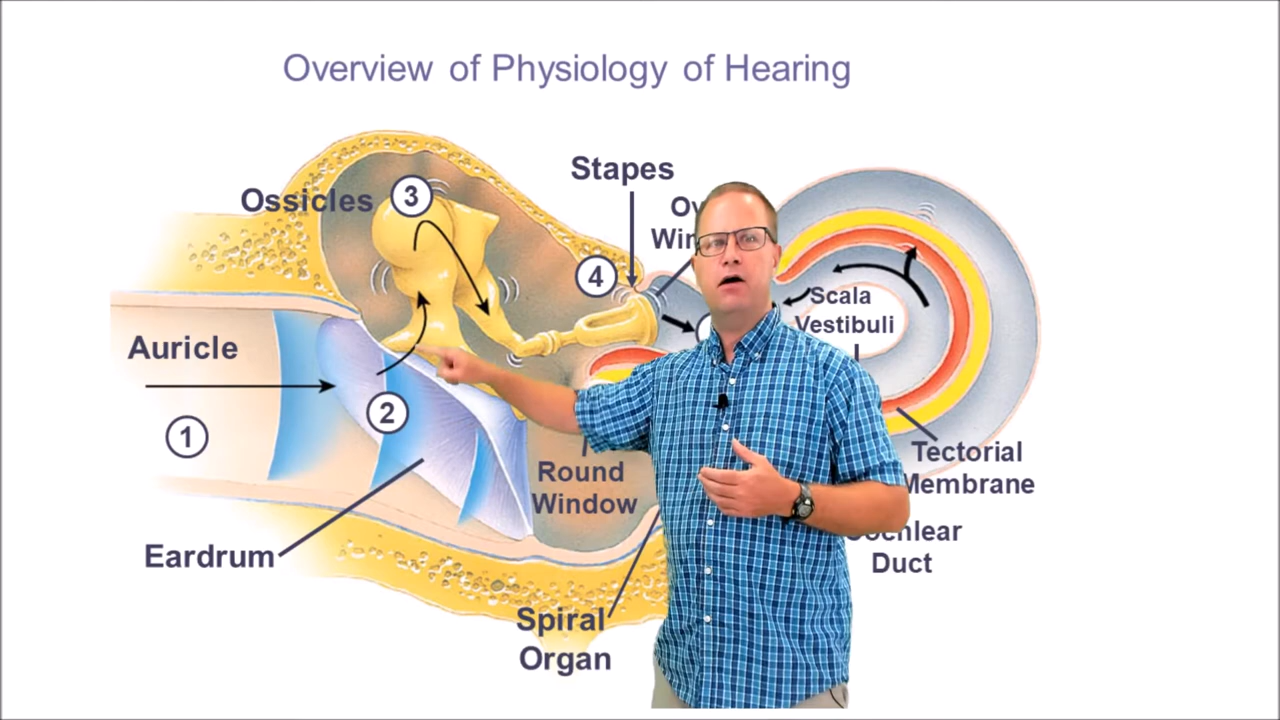 Overview of Physiology of Hearing
Stapes
Ossicles
3
4
Scala
Vestibuli
Auricle
2
1
Tectorial
Membrane
Round
Window
Duct
Eardrum
Spiral
Organ